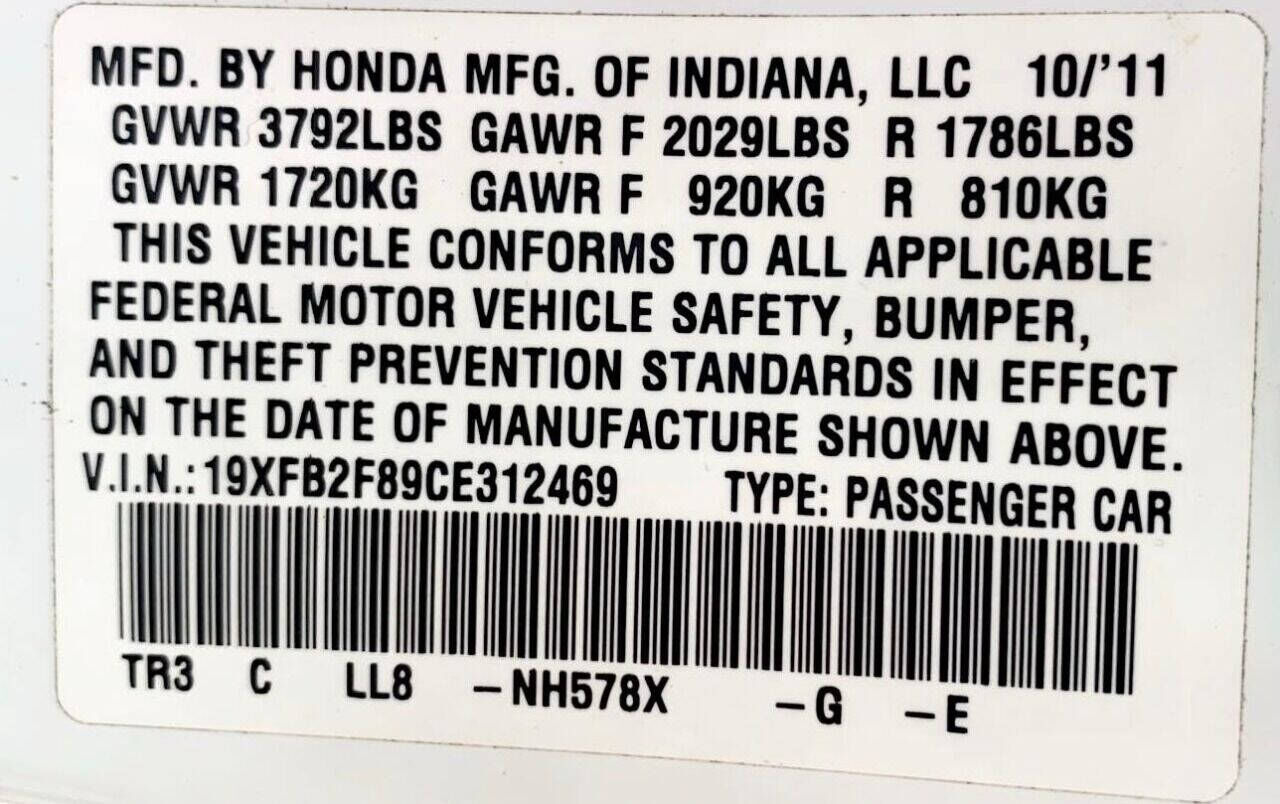 MFD. BY HONDA MFG. OF INDIANA, LLC 10/'11
GVWR 3792LBS GAWR F 2029LBS R 1786LBS
GVWR 1720KG GAWR F 920KG R 810KG
THIS VEHICLE CONFORMS TO ALL APPLICABLE
FEDERAL MOTOR VEHICLE SAFETY, BUMPER,
AND THEFT PREVENTION STANDARDS IN EFFECT
ON THE DATE OF MANUFACTURE SHOWN ABOVE.
V.I.N.: 19XFB2F89CE312469 TYPE: PASSENGER CAR
TR3 C LL8 –NH578X –G –E